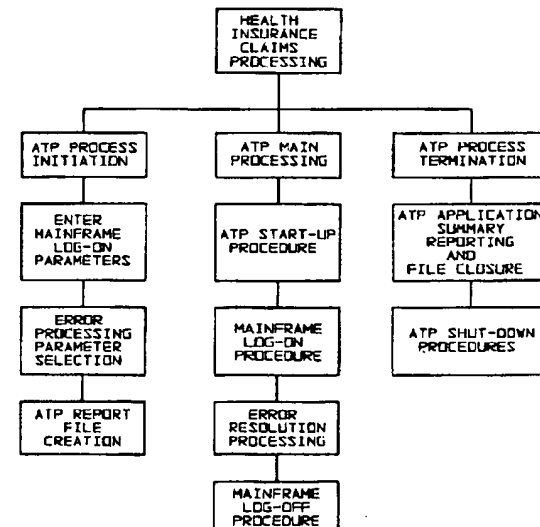 HEALTH
INSURANCE
CLAIMS
PROCESSING
ATP PROCESS
INITIATION
ATP MAIN
PROCESSING
ATP PROCESS
TERMINATION
ENTER
MAINFRAME
LOG-ON
PARAMETERS
ATP START-UP
PROCEDURE
ATP APPLICATION
SUMMARY
REPORTING
AND
FILE CLOSURE
ERROR
PROCESSING
PARAMETER
SELECTION
MAINFRAME
LOG-ON
PROCEDURE
ATP SHUT-DOWN
PROCEDURES
ATP REPORT
FILE
CREATION
ERROR
RESOLUTION
PROCESSING
MAINFRAME
LOG-OFF
PROCEDURE